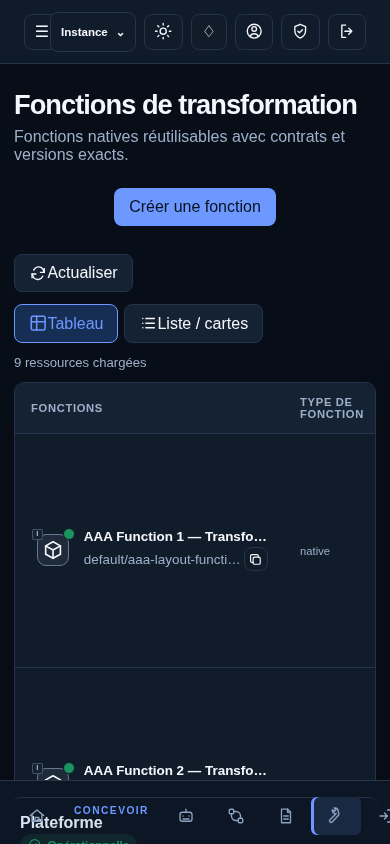 Instance
Fonctions de transformation
Fonctions natives réutilisables avec contrats et
versions exacts.
Créer une fonction
Actualiser
Tableau
Liste / cartes
9 ressources chargées
FONCTIONS
TYPE DE
FONCTION
I
AAA Function 1 — Transfo…
default/aaa-layout-functi…
native
I
AAA Function 2 — Transfo…
CONCEVOIR
Plateforme
Opérationnelle